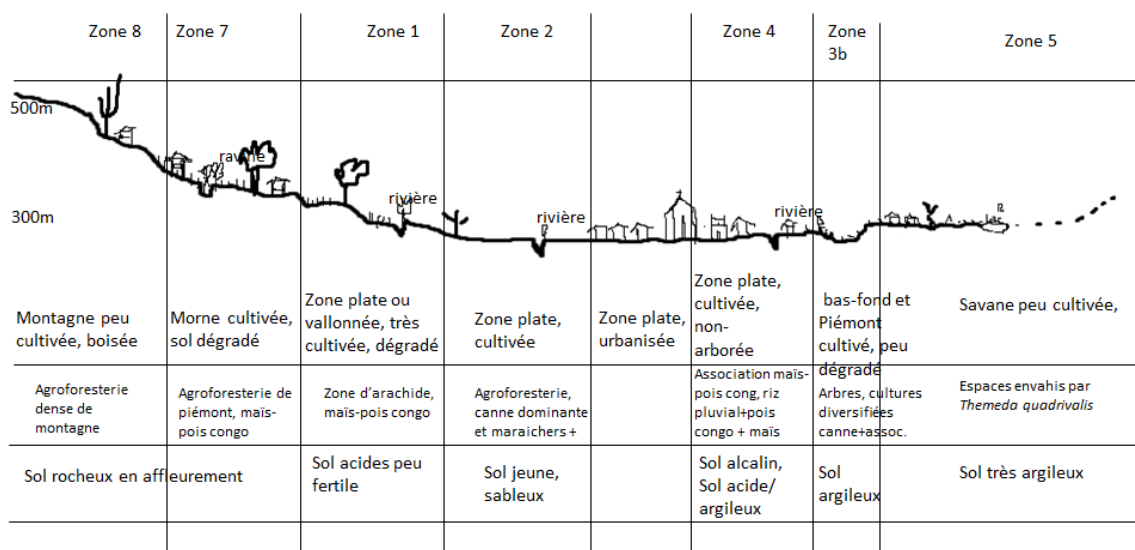 Zone 8
Zone 7
Zone 1
Zone 2
Zone 4
Zone
3b
Zone 5
500m
ravine
rivière
rivière
rivière
300m
Montagne peu
cultivée, boisée
Morne cultivée,
sol dégradé
Zone plate ou
vallonnée, très
cultivée, dégradé
Zone plate,
cultivée
Zone plate,
urbanisée
Zone plate,
cultivée,
non-
arborée
bas-fond et
Piémont
cultivé, peu
dégradé
Savane peu cultivée,
Agroforesterie
dense de
montagne
Agroforesterie de
piémont, maïs-
pois congo
Zone d’arachide,
maïs-pois congo
Agroforesterie,
canne dominante
et maraichers +
Association maïs-
pois cong, riz
pluvial+pois
congo + maïs
Arbres, cultures
diversifiées
canne+assoc.
Espaces envahis par
Themeda quadrivalis
Sol rocheux en affleurement
Sol acides peu
fertile
Sol jeune,
sableux
Sol alcalin,
Sol acide/
argileux
Sol
argileux
Sol très argileux